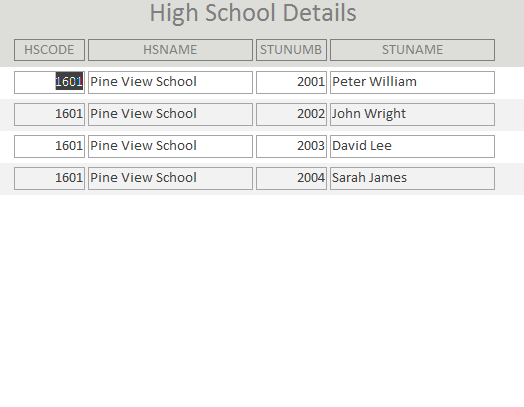 High School Details
HSCODE HSNAME STUNUMB STUNAME
1601 Pine View School 2001 Peter William
1601 Pine View School 2002 John Wright
1601 Pine View School 2003 David Lee
1601 Pine View School 2004 Sarah James